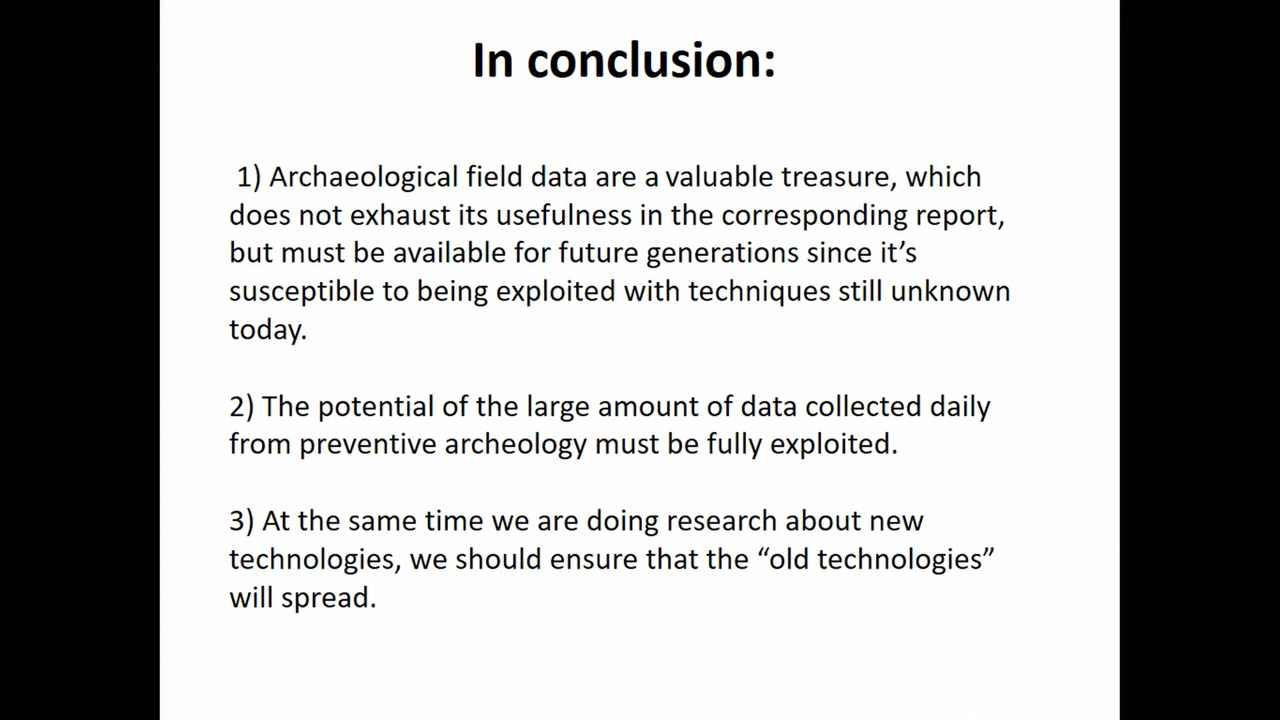 In conclusion:
1) Archaeological field data are a valuable treasure, which
does not exhaust its usefulness in the corresponding report,
but must be available for future generations since it’s
susceptible to being exploited with techniques still unknown
today.
2) The potential of the large amount of data collected daily
from preventive archeology must be fully exploited.
3) At the same time we are doing research about new
technologies, we should ensure that the “old technologies”
will spread.